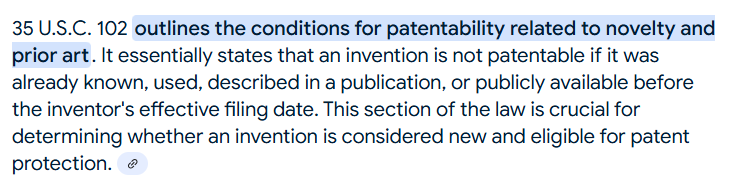 35 U.S.C. 102 outlines the conditions for patentability related to novelty and
prior art. It essentially states that an invention is not patentable if it was
already known, used, described in a publication, or publicly available before
the inventor's effective filing date. This section of the law is crucial for
determining whether an invention is considered new and eligible for patent
protection.